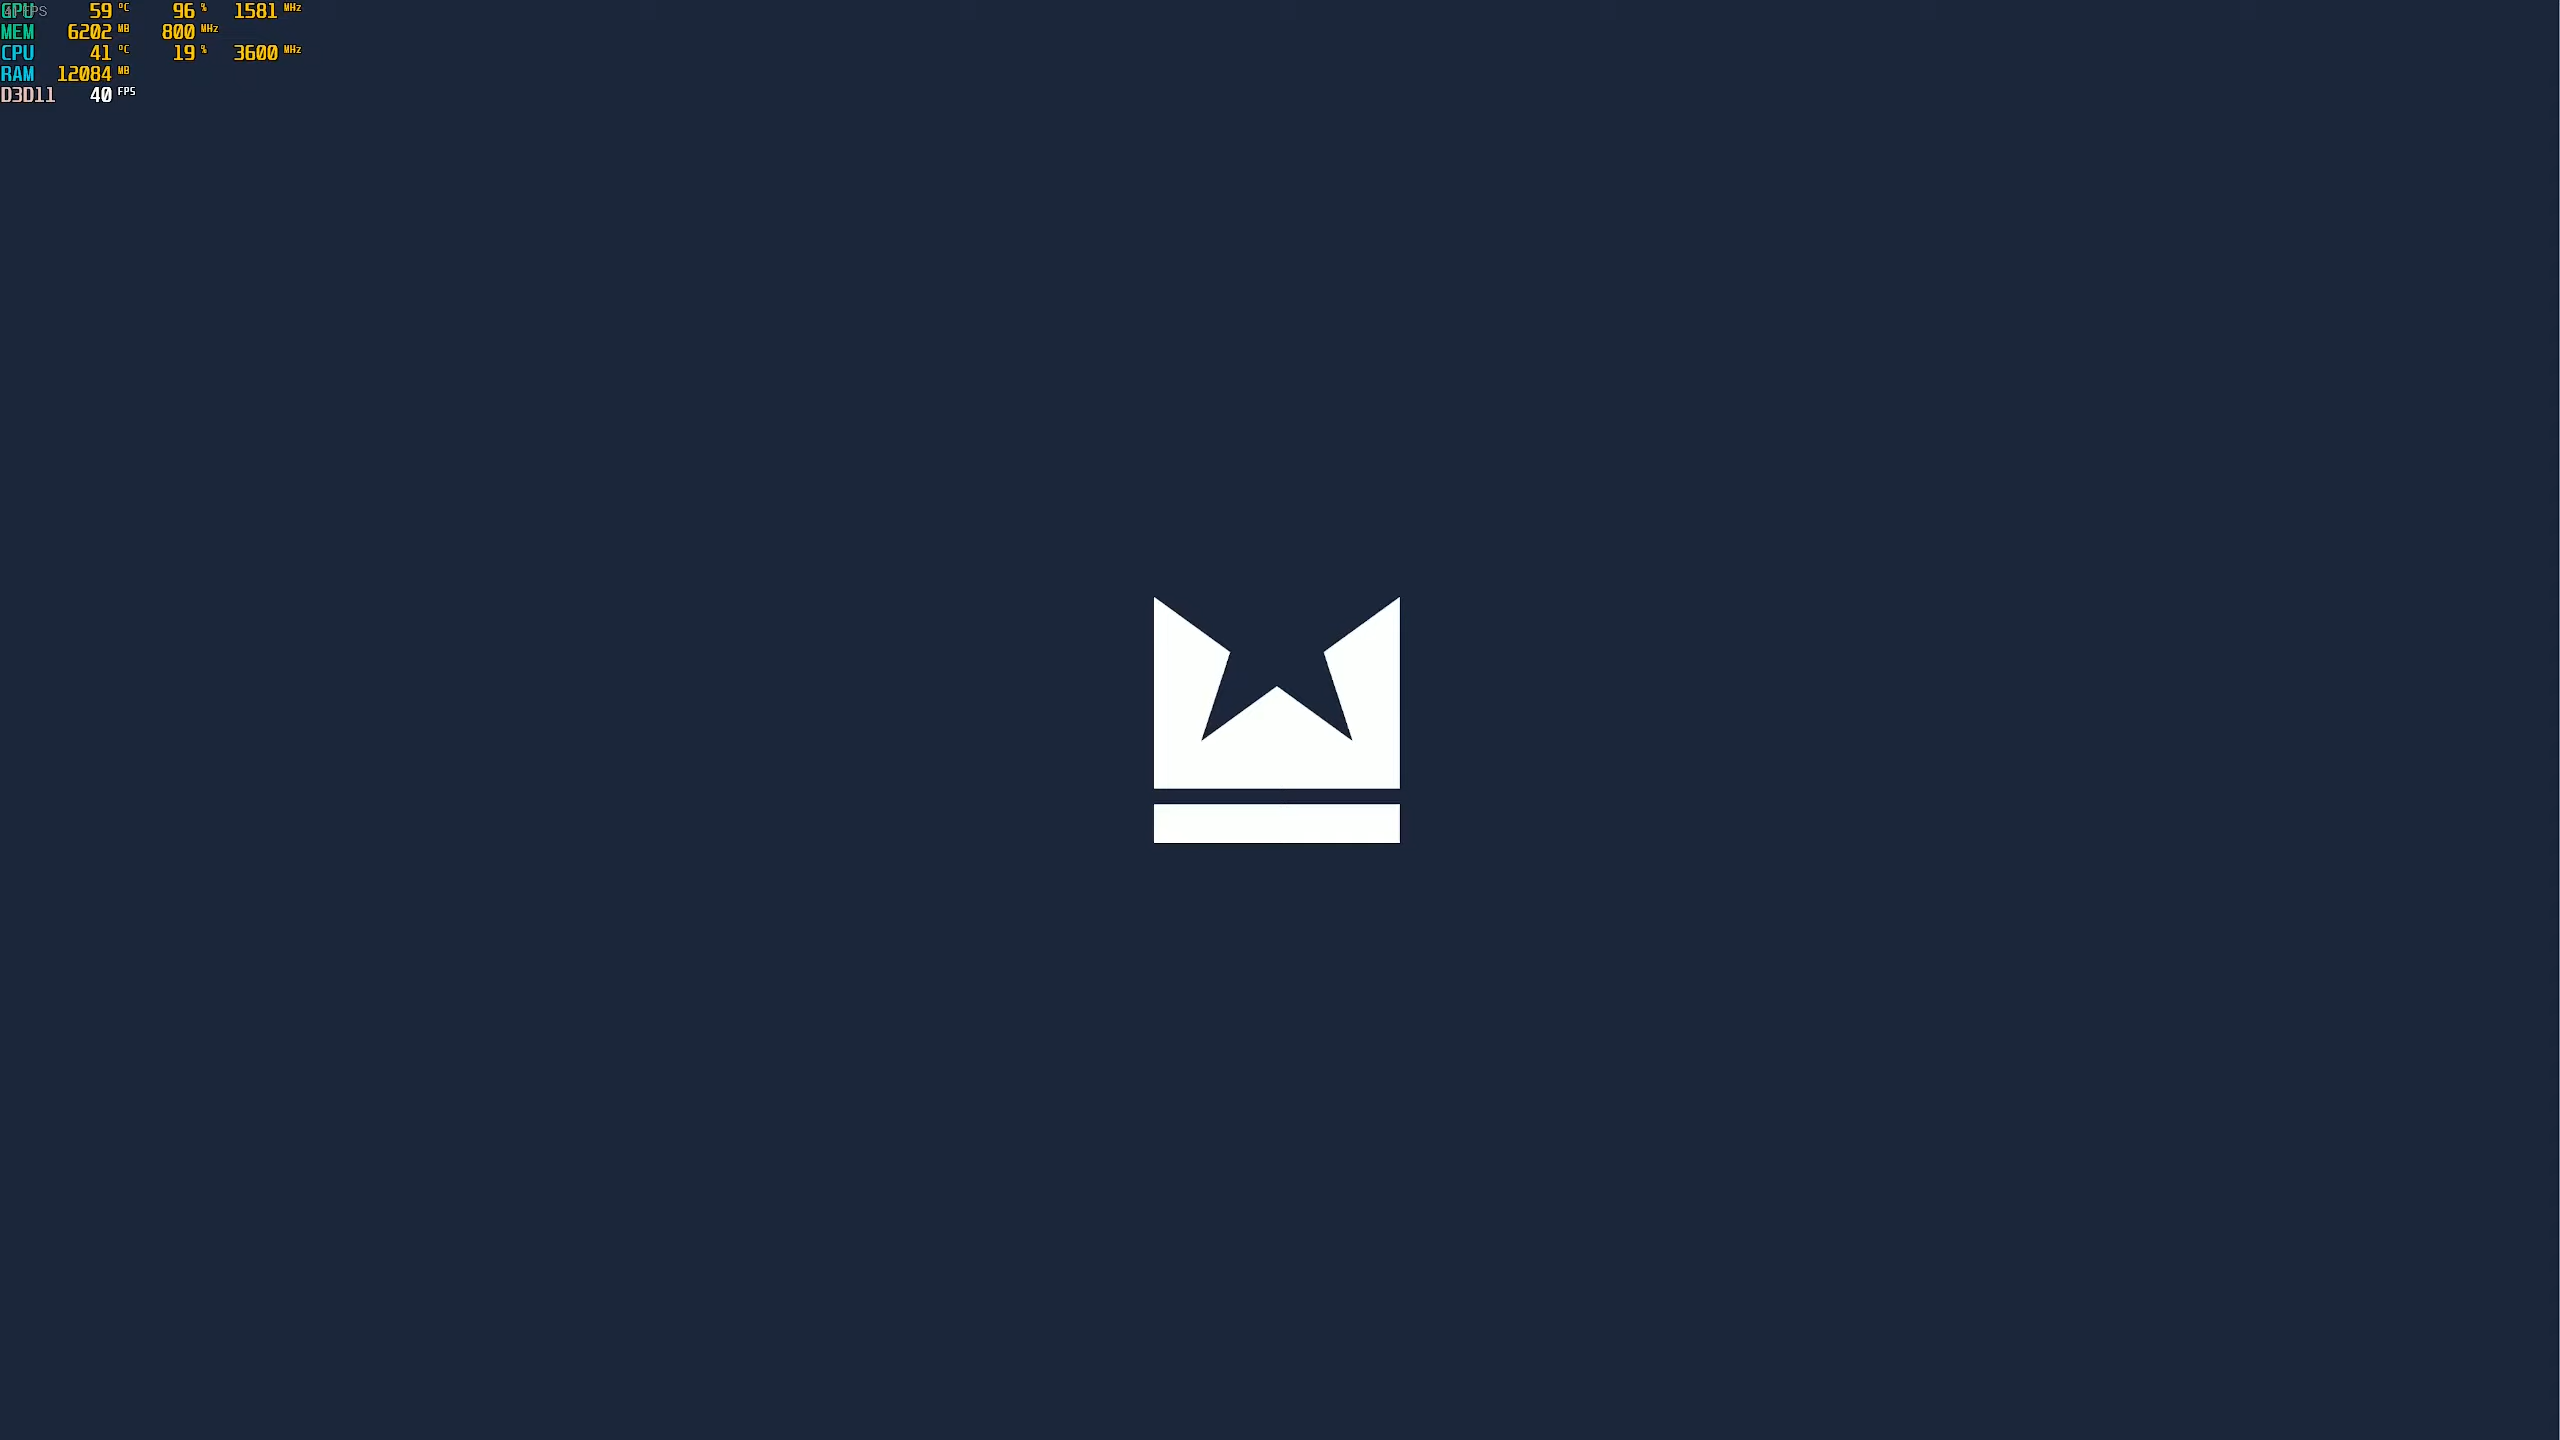 GPU 59 °C 96 % 1581 MHz
MEM 6202 MB 800 MHz
CPU 41 °C 19 % 3600 MHz
RAM 12084 MB
D3D11 40 FPS